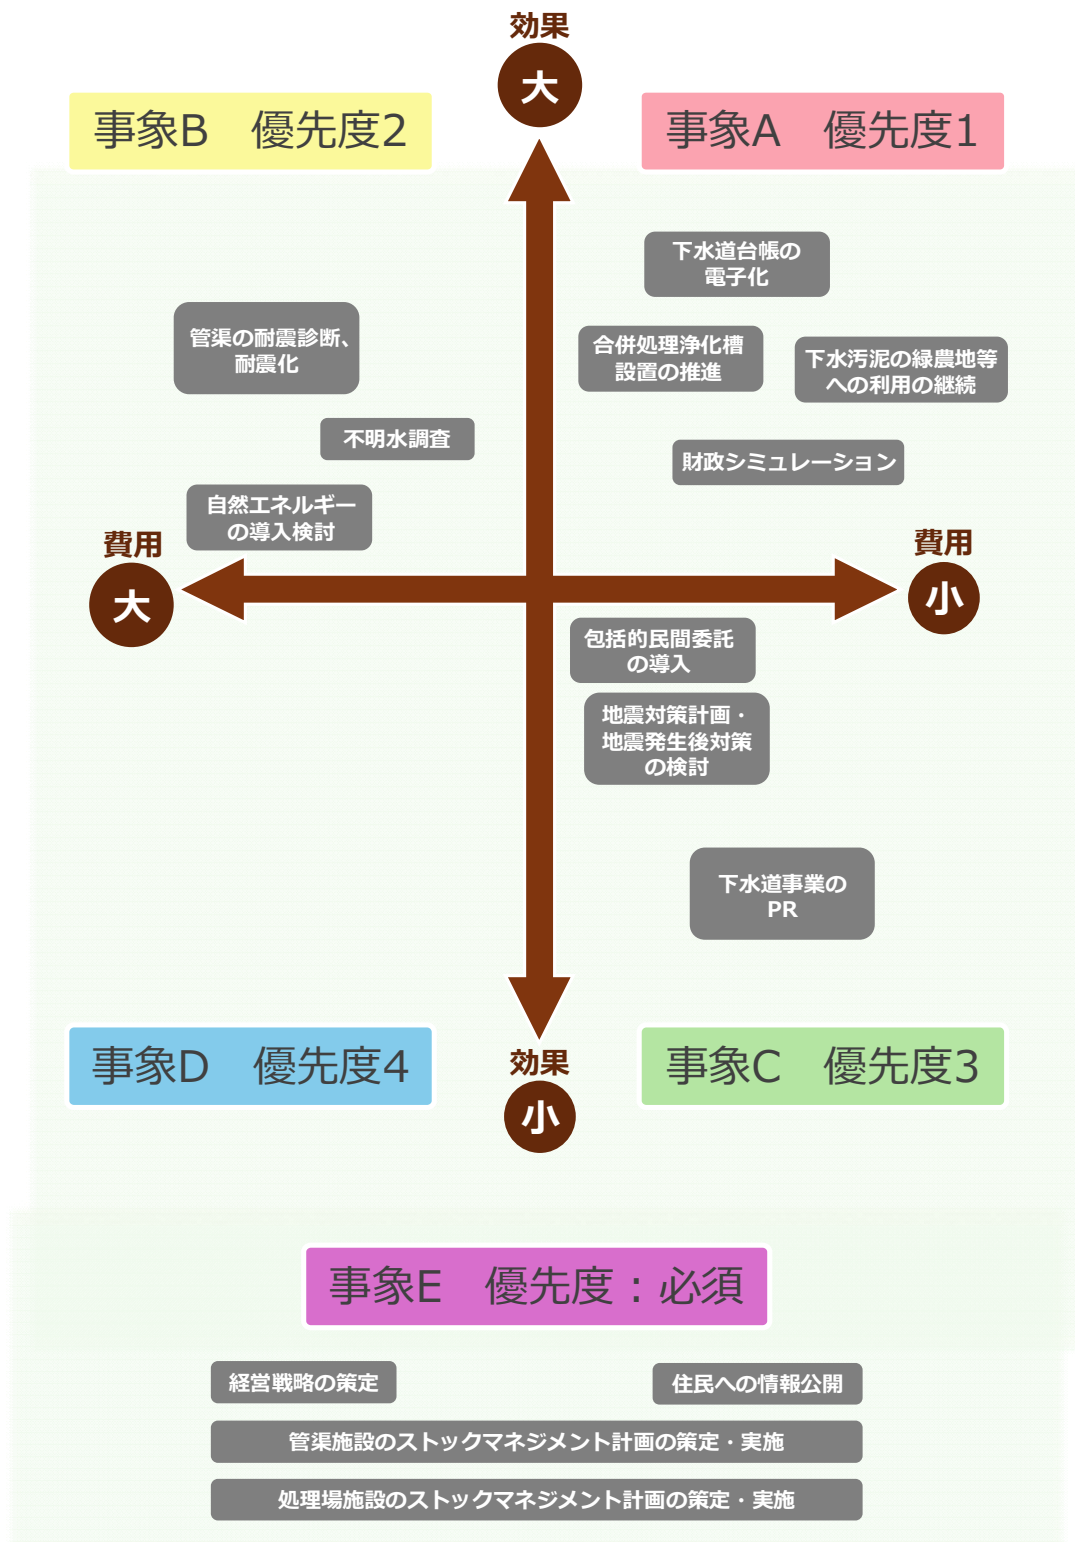 効果
大
事象B　優先度2
事象A　優先度1
下水道台帳の
電子化
管渠の耐震診断、
耐震化
合併処理浄化槽
設置の推進
下水汚泥の緑農地等
への利用の継続
不明水調査
財政シミュレーション
自然エネルギー
の導入検討
費用
大
費用
小
包括的民間委託
の導入
地震対策計画・
地震発生後対策
の検討
下水道事業の
PR
事象D　優先度4
効果
小
事象C　優先度3
事象E　優先度：必須
経営戦略の策定
住民への情報公開
管渠施設のストックマネジメント計画の策定・実施
処理場施設のストックマネジメント計画の策定・実施